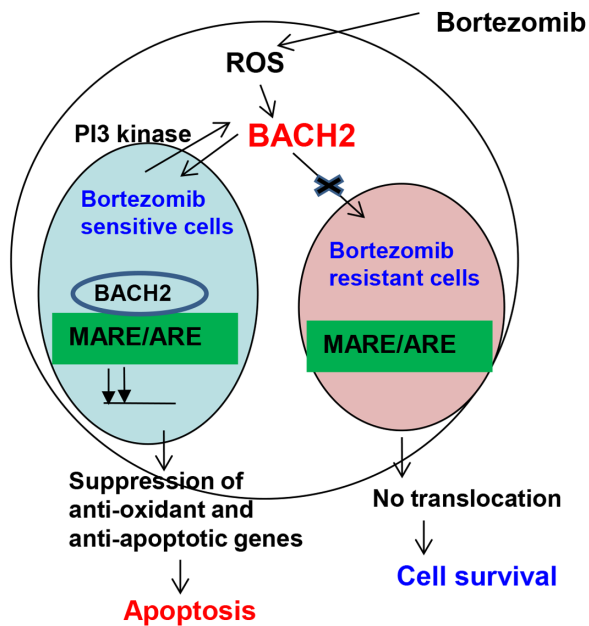 Bortezomib
ROS
PI3 kinase
BACH2
Bortezomib
sensitive cells
BACH2
MARE/ARE
Bortezomib
resistant cells
MARE/ARE
Suppression of
anti-oxidant and
anti-apoptotic genes
Apoptosis
No translocation
Cell survival